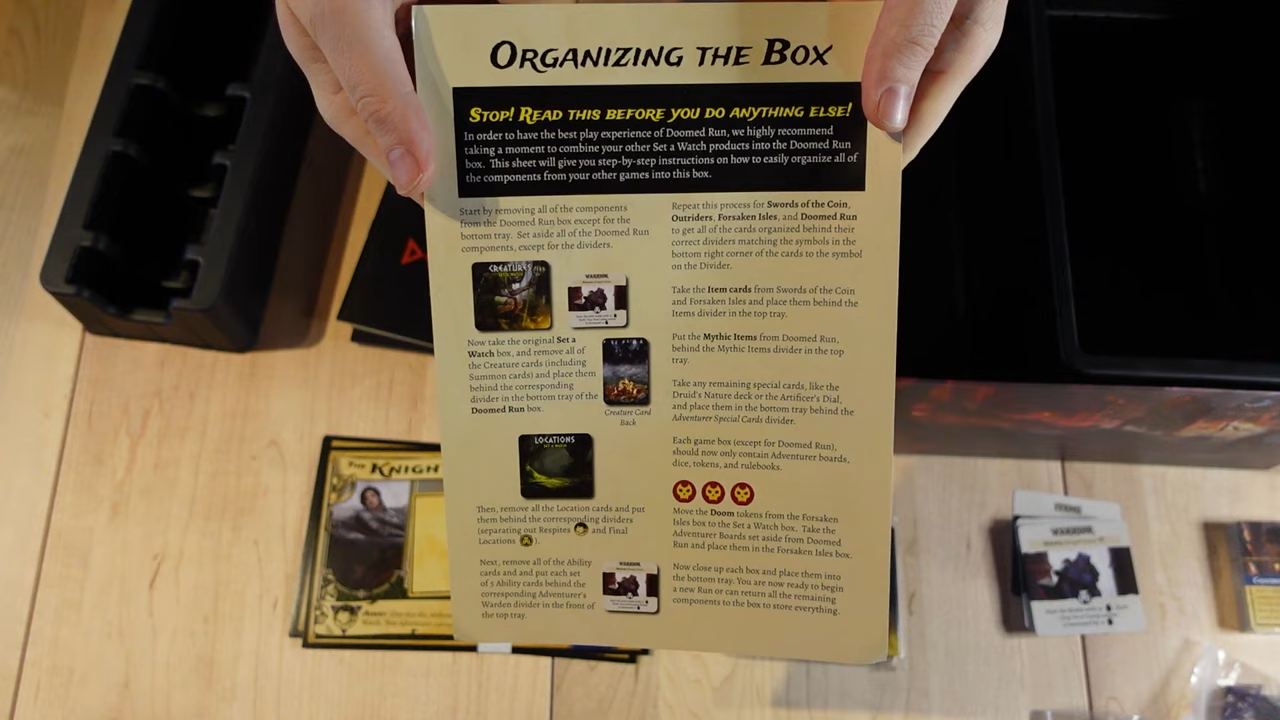 ORGANIZING THE BOX
STOP! READ THIS BEFORE YOU DO ANYTHING ELSE!
In order to have the best play experience of Doomed Run, we highly recommend
taking a moment to combine your other Set a Watch products into the Doomed Run
box. This sheet will give you step-by-step instructions on how to easily organize all of
the components from your other games into this box.
Start by removing all of the components
from the Doomed Run box except for the
bottom tray. Set aside all of the Doomed Run
components, except for the dividers.
CREATURES
WARRIOR
Now take the original Set a
Watch box, and remove all of
the Creature cards (including
Summon cards) and place them
behind the corresponding
divider in the bottom tray of the
Doomed Run box.
Creature Card
Back
LOCATIONS
SET A WATCH
Then, remove all the Location cards and put
them behind the corresponding dividers
(separating out Respites and Final
Locations ).
Next, remove all of the Ability
cards and and put each set
of 5 Ability cards behind the
corresponding Adventurer's
Warden divider in the front of
the top tray.
WARRIOR
Repeat this process for Swords of the Coin,
Outriders, Forsaken Isles, and Doomed Run
to get all of the cards organized behind their
correct dividers matching the symbols in the
bottom right corner of the cards to the symbol
on the Divider.
Take the Item cards from Swords of the Coin
and Forsaken Isles and place them behind the
Items divider in the top tray.
Put the Mythic Items from Doomed Run,
behind the Mythic Items divider in the top
tray.
Take any remaining special cards, like the
Druid's Nature deck or the Artificer's Dial,
and place them in the bottom tray behind the
Adventurer Special Cards divider.
Each game box (except for Doomed Run),
should now only contain Adventurer boards,
dice, tokens, and rulebooks.
Move the Doom tokens from the Forsaken
Isles box to the Set a Watch box. Take the
Adventurer Boards set aside from Doomed
Run and place them in the Forsaken Isles box.
Now close up each box and place them into
the bottom tray. You are now ready to begin
a new Run or can return all the remaining
components to the box to store everything.
THE KNIGH
ITEMS
WARRIOR